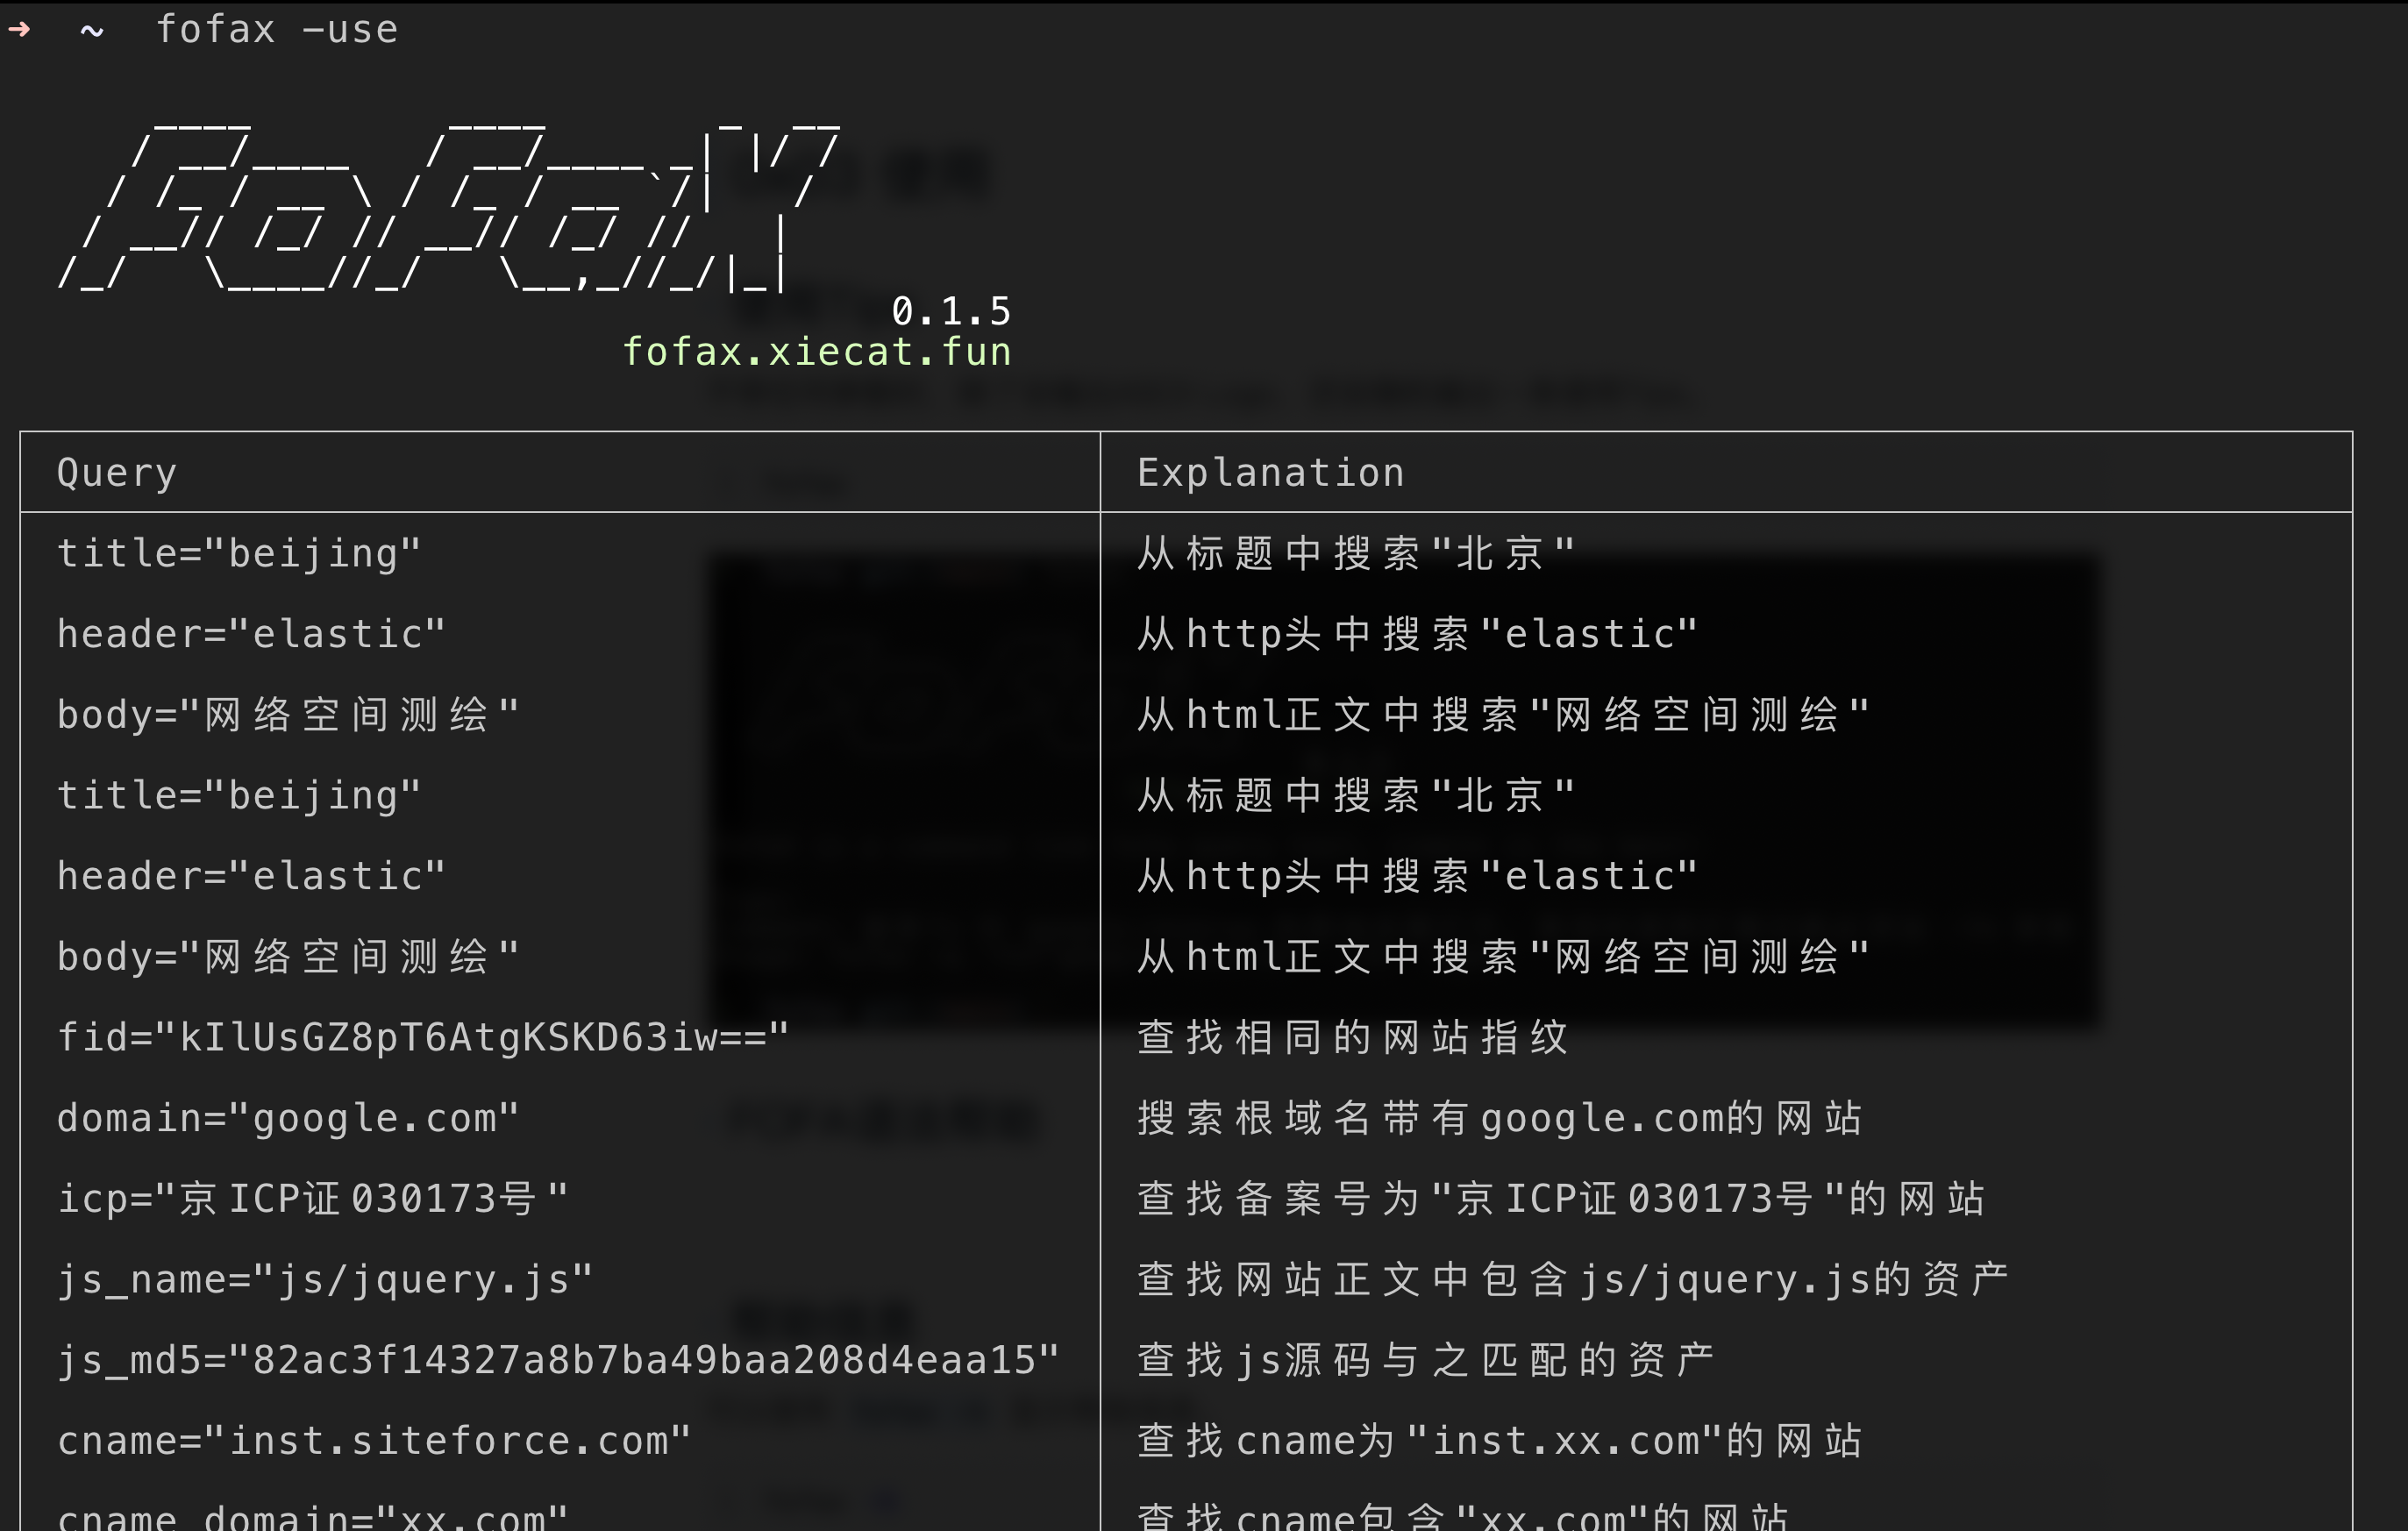 ➜ ~ fofax -use
0.1.5
fofax.xiecat.fun
Query Explanation
title="beijing" 从标题中搜索"北京"
header="elastic" 从http头中搜索"elastic"
body="网络空间测绘" 从html正文中搜索"网络空间测绘"
title="beijing" 从标题中搜索"北京"
header="elastic" 从http头中搜索"elastic"
body="网络空间测绘" 从html正文中搜索"网络空间测绘"
fid="kIlUsGZ8pT6AtgKSKD63iw==" 查找相同的网站指纹
domain="google.com" 搜索根域名带有google.com的网站
icp="京ICP证030173号" 查找备案号为"京ICP证030173号"的网站
js_name="js/jquery.js" 查找网站正文中包含js/jquery.js的资产
js_md5="82ac3f14327a8b7ba49baa208d4eaa15" 查找js源码与之匹配的资产
cname="inst.siteforce.com" 查找cname为"inst.xx.com"的网站
cname_domain="xx.com" 查找cname包含"xx.com"的网站